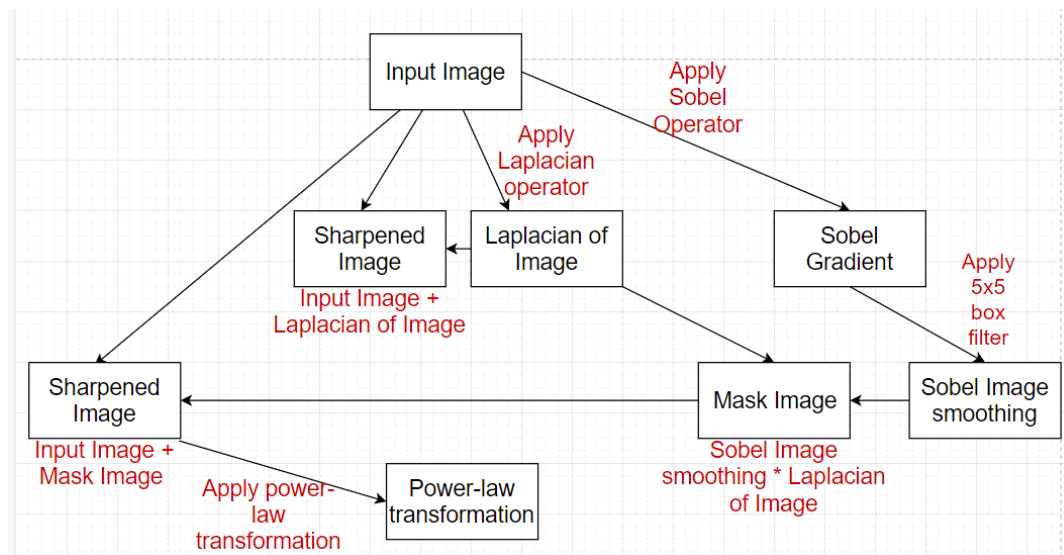 Input Image
Apply
Sobel
Operator
Apply
Laplacian
operator
Sharpened
Image
Laplacian of
Image
Sobel
Gradient
Apply
5x5
box
filter
Input Image +
Laplacian of Image
Sharpened
Image
Mask Image
Sobel Image
smoothing
Input Image +
Mask Image
Sobel Image
smoothing * Laplacian
of Image
Apply power-
law
transformation
Power-law
transformation